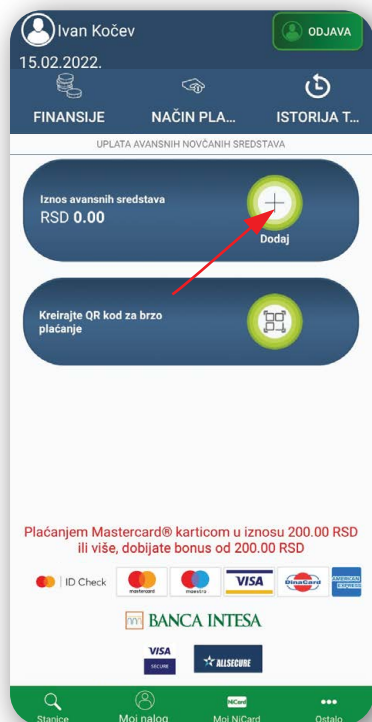 Ivan Kočev
ODJAVA
15.02.2022.
FINANSIJE
NAČIN PLA...
ISTORIJA T...
UPLATA AVANSNIH NOVČANIH SREDSTAVA
Iznos avansnih sredstava
RSD 0.00
Dodaj
Kreirajte QR kod za brzo
plaćanje
Plaćanjem Mastercard® karticom u iznosu 200.00 RSD
ili više, dobijate bonus od 200.00 RSD
ID Check
mastercard
maestro
VISA
DinaCard
AMERICAN
EXPRESS
BANCA INTESA
VISA
SECURE
ALLSECURE
NiCard
Stanice
Moj nalog
Moj NiCard
Ostalo